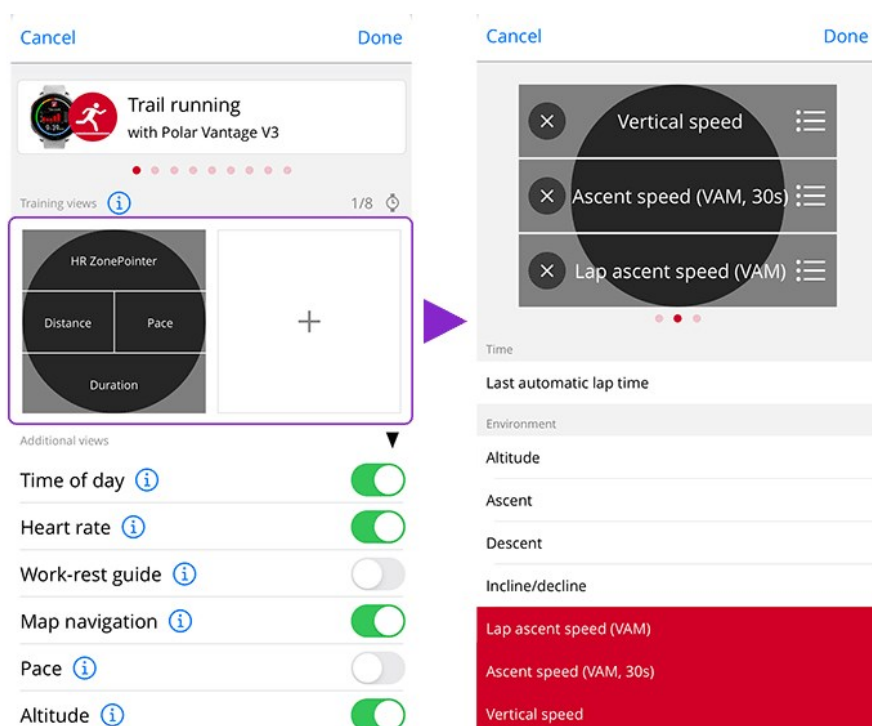 Cancel
Done
Trail running
with Polar Vantage V3
Training views
1/8
HR ZonePointer
Distance
Pace
Duration
+
Additional views
Time of day
Heart rate
Work-rest guide
Map navigation
Pace
Altitude
Cancel
Done
Vertical speed
Ascent speed (VAM, 30s)
Lap ascent speed (VAM)
Time
Last automatic lap time
Environment
Altitude
Ascent
Descent
Incline/decline
Lap ascent speed (VAM)
Ascent speed (VAM, 30s)
Vertical speed